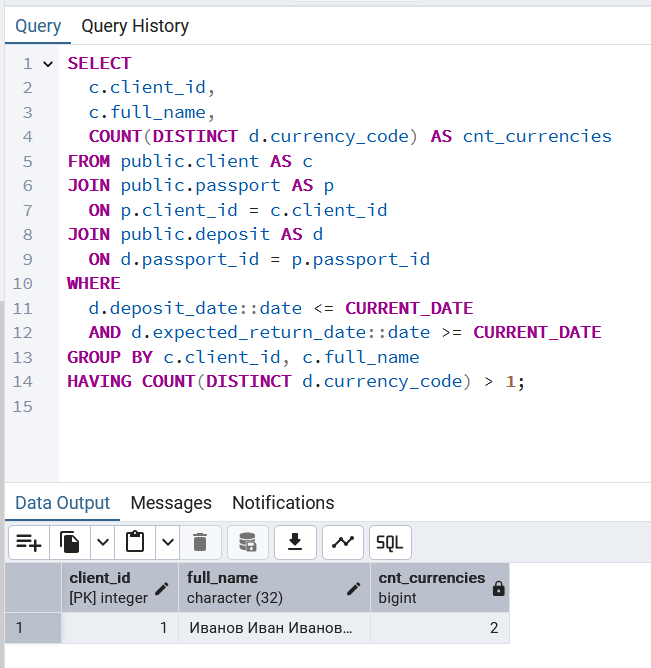 Query Query History
1 SELECT
2 c.client_id,
3 c.full_name,
4 COUNT(DISTINCT d.currency_code) AS cnt_currencies
5 FROM public.client AS c
6 JOIN public.passport AS p
7 ON p.client_id = c.client_id
8 JOIN public.deposit AS d
9 ON d.passport_id = p.passport_id
10 WHERE
11 d.deposit_date::date <= CURRENT_DATE
12 AND d.expected_return_date::date >= CURRENT_DATE
13 GROUP BY c.client_id, c.full_name
14 HAVING COUNT(DISTINCT d.currency_code) > 1;
15
Data Output Messages Notifications
SQL
client_id full_name cnt_currencies
[PK] integer character (32) bigint
1 1 Иванов Иван Иванов... 2